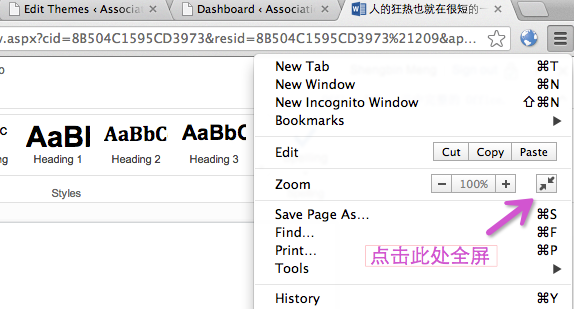 Edit Themes ‹ Associati
Dashboard ‹ Associatio
人的狂热也就在很短的一
v.aspx?cid=8B504C1595CD3973&resid=8B504C1595CD3973%21209&ap...
New Tab ⌘T
New Window ⌘N
New Incognito Window ⇧⌘N
Bookmarks
Edit Cut Copy Paste
Zoom − 100% +
Save Page As... ⌘S
Find... ⌘F
Print... ⌘P
点击此处全屏
Tools
History ⌘Y
AaBl AaBbC AaBbC
Heading 1 Heading 2 Heading 3
Styles